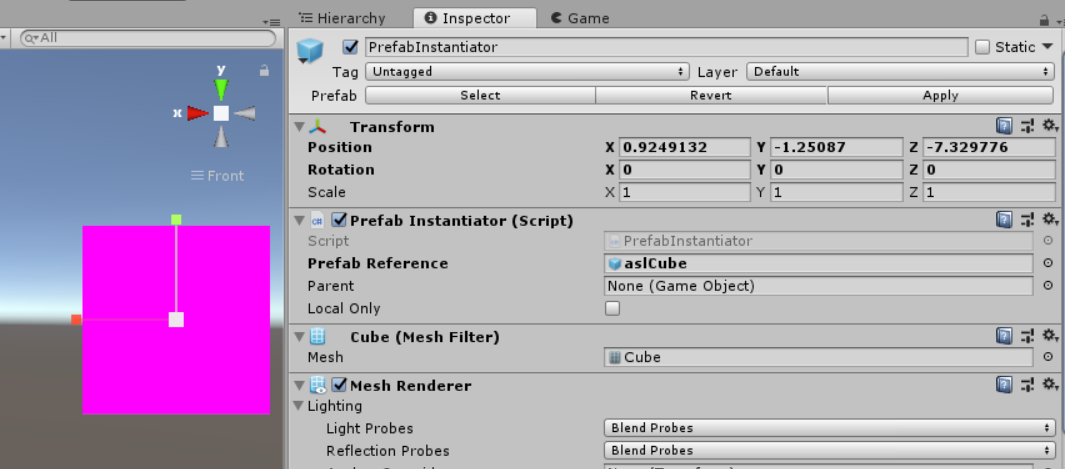 Hierarchy Inspector Game
All
PrefabInstantiator Static
Tag Untagged Layer Default
Prefab Select Revert Apply
y
x
Front
Transform
Position X 0.9249132 Y -1.25087 Z -7.329776
Rotation X 0 Y 0 Z 0
Scale X 1 Y 1 Z 1
C# Prefab Instantiator (Script)
Script PrefabInstantiator
Prefab Reference aslCube
Parent None (Game Object)
Local Only
Cube (Mesh Filter)
Mesh Cube
Mesh Renderer
Lighting
Light Probes Blend Probes
Reflection Probes Blend Probes